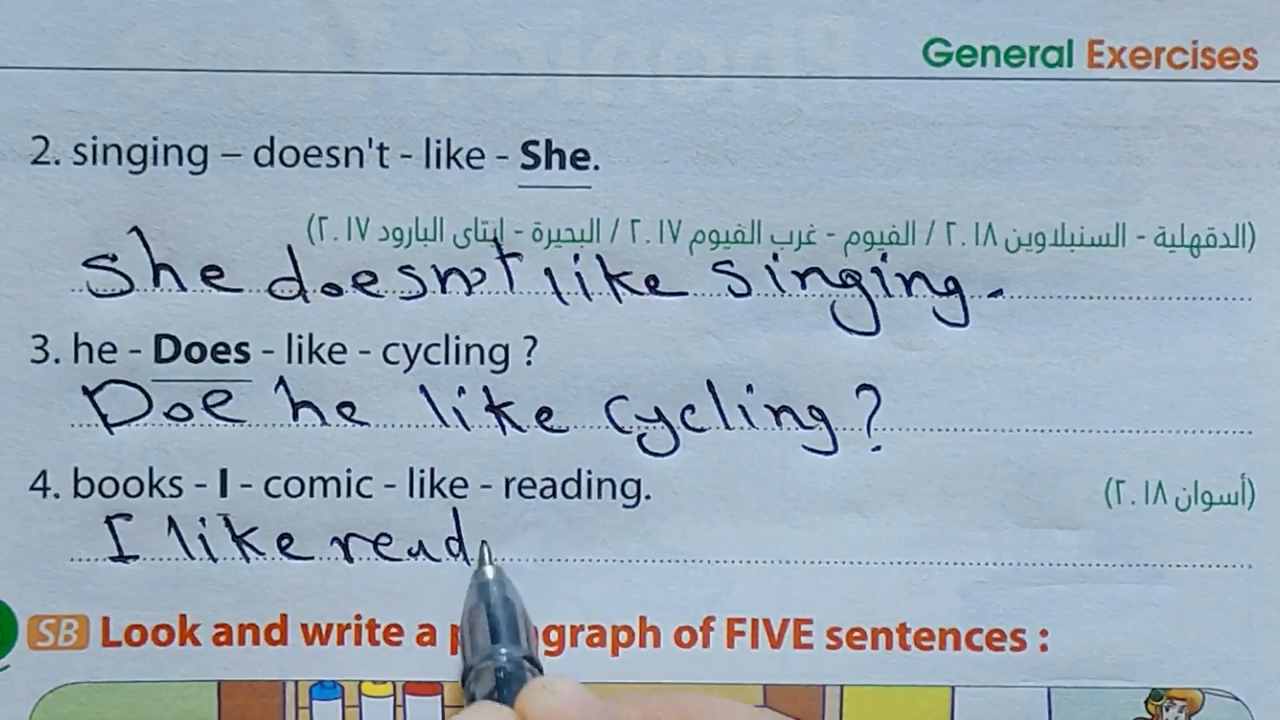 General Exercises
2. singing – doesn't - like - She.
(الدقهلية - السنبلاوين ٢٠١٨ / الفيوم - غرب الفيوم ٢٠١٧ / البحيرة - إيتاى البارود ٢٠١٧)
She doesn't like singing.
3. he - Does - like - cycling ?
Doe he like cycling?
4. books - I - comic - like - reading.
(أسوان ٢٠١٨)
I like read
SB Look and write a graph of FIVE sentences :